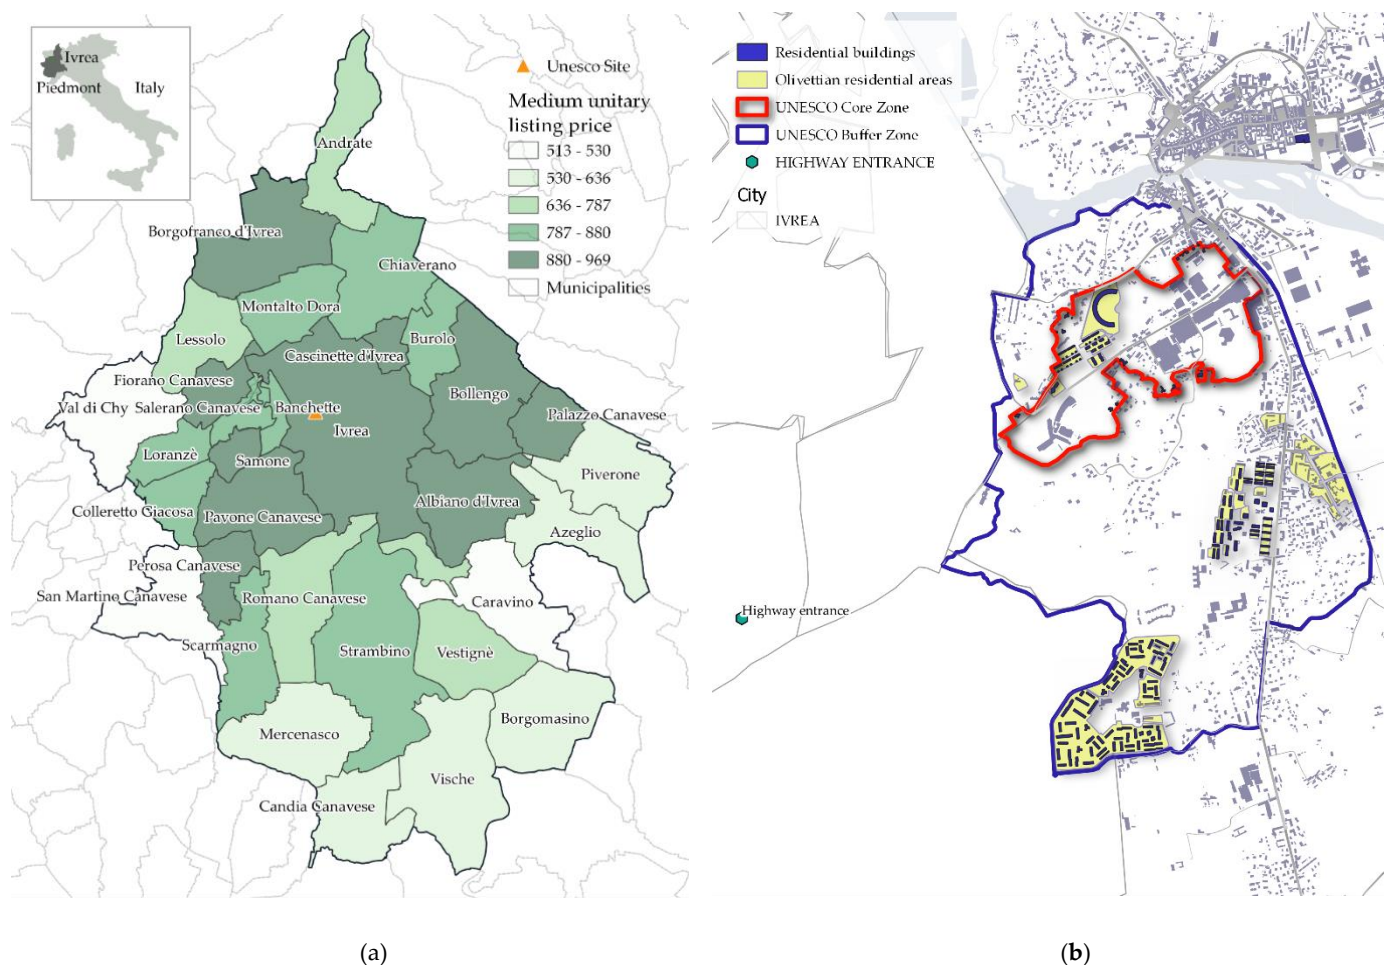 Ivrea
Piedmont
Italy
Unesco Site
Medium unitary
listing price
513 - 530
530 - 636
636 - 787
787 - 880
880 - 969
Municipalities
Andrate
Borgofranco d'Ivrea
Chiaverano
Montalto Dora
Lessolo
Burolo
Cascinette d'Ivrea
Fiorano Canavese
Bollengo
Val di Chy
Salerano Canavese
Banchette
Palazzo Canavese
Ivrea
Loranzè
Samone
Piverone
Albiano d'Ivrea
Colleretto Giacosa
Pavone Canavese
Azeglio
Perosa Canavese
San Martino Canavese
Romano Canavese
Caravino
Scarmagno
Strambino
Vestignè
Borgomasino
Mercenasco
Vische
Candia Canavese
(a)
Residential buildings
Olivettian residential areas
UNESCO Core Zone
UNESCO Buffer Zone
HIGHWAY ENTRANCE
City
IVREA
Highway entrance
(b)